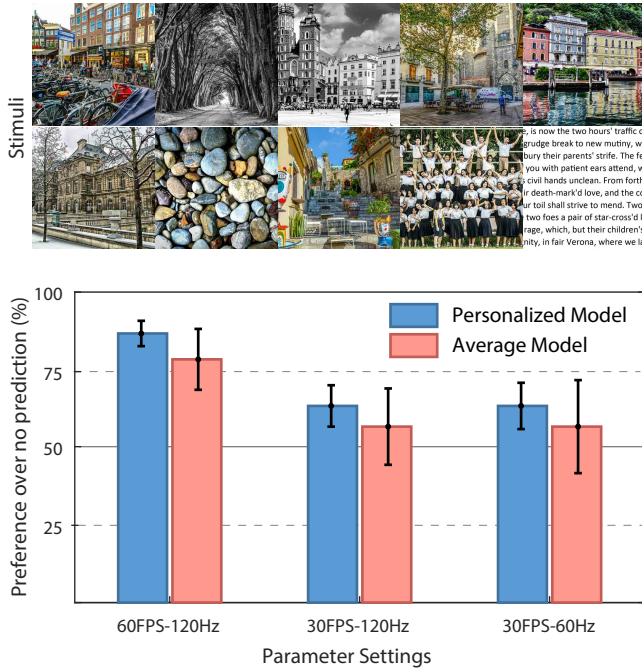 Stimuli
e, is now the two hours' traffic o
grudge break to new mutiny, w
bury their parents' strife. The fe
you with patient ears attend, w
civil hands unclean. From forth
ir death-mark'd love, and the co
ur toil shall strive to mend. Two
two foes a pair of star-cross'd l
rage, which, but their children's
nity, in fair Verona, where we la
Preference over no prediction (%)
100
75
50
25
Personalized Model
Average Model
60FPS-120Hz
30FPS-120Hz
30FPS-60Hz
Parameter Settings